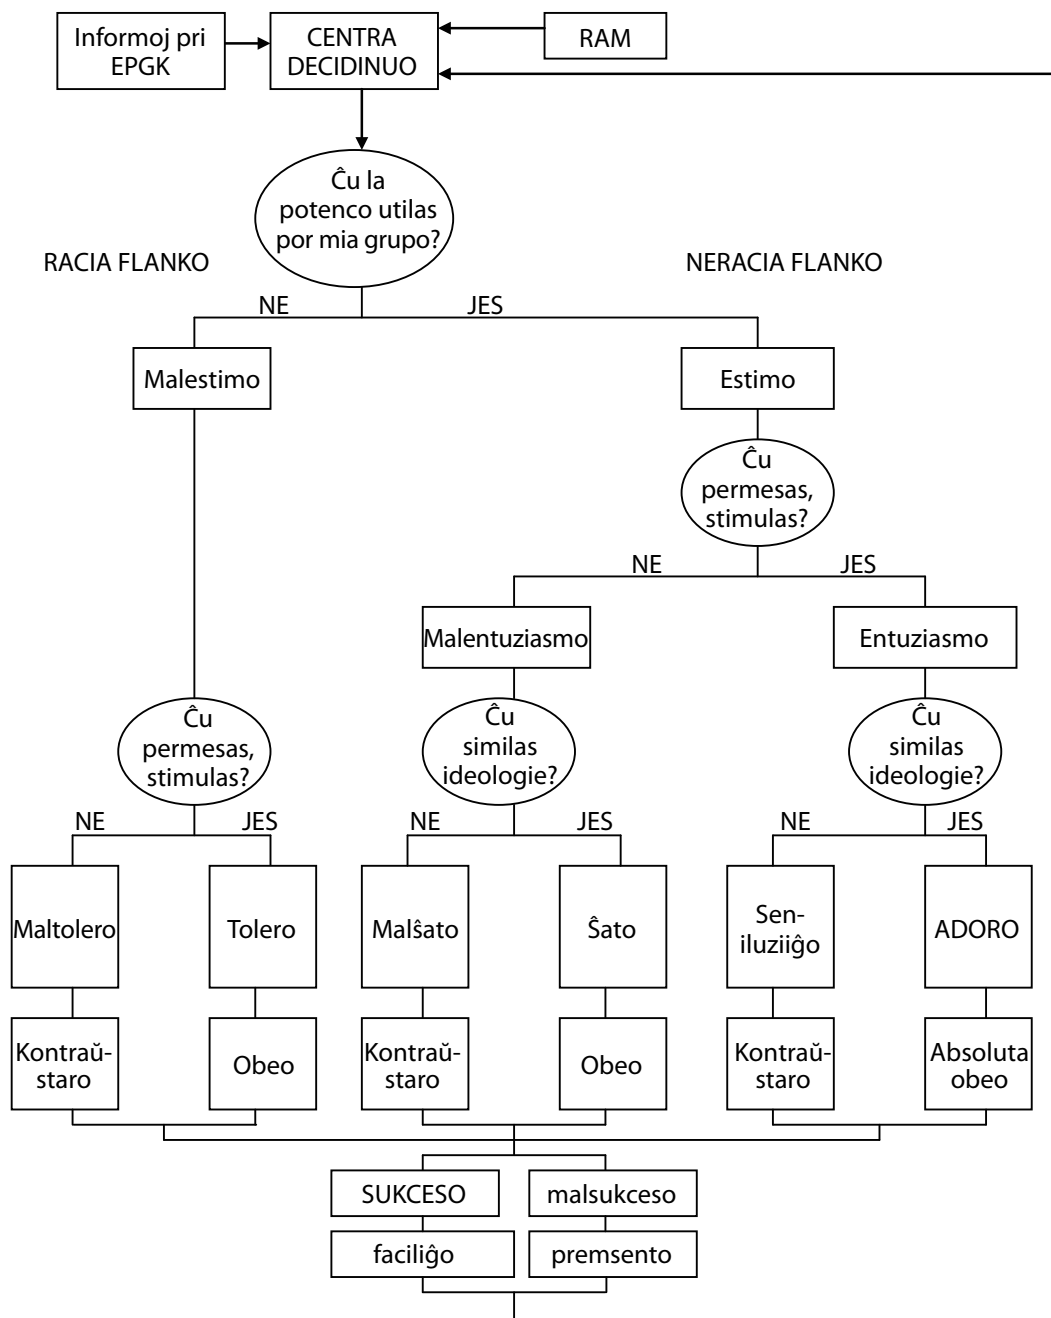 Informoj pri
EPGK
CENTRA
DECIDINUO
RAM
Ĉu la
potenco utilas
por mia grupo?
RACIA FLANKO
NERACIA FLANKO
NE
JES
Malestimo
Estimo
Ĉu
permesas,
stimulas?
NE
JES
Malentuziasmo
Entuziasmo
Ĉu
permesas,
stimulas?
Ĉu
similas
ideologie?
Ĉu
similas
ideologie?
NE
JES
NE
JES
NE
JES
Maltolero
Tolero
Malŝato
Ŝato
Sen-
iluziiĝo
ADORO
Kontraŭ-
staro
Obeo
Kontraŭ-
staro
Obeo
Kontraŭ-
staro
Absoluta
obeo
SUKCESO
malsukceso
faciliĝo
premsento